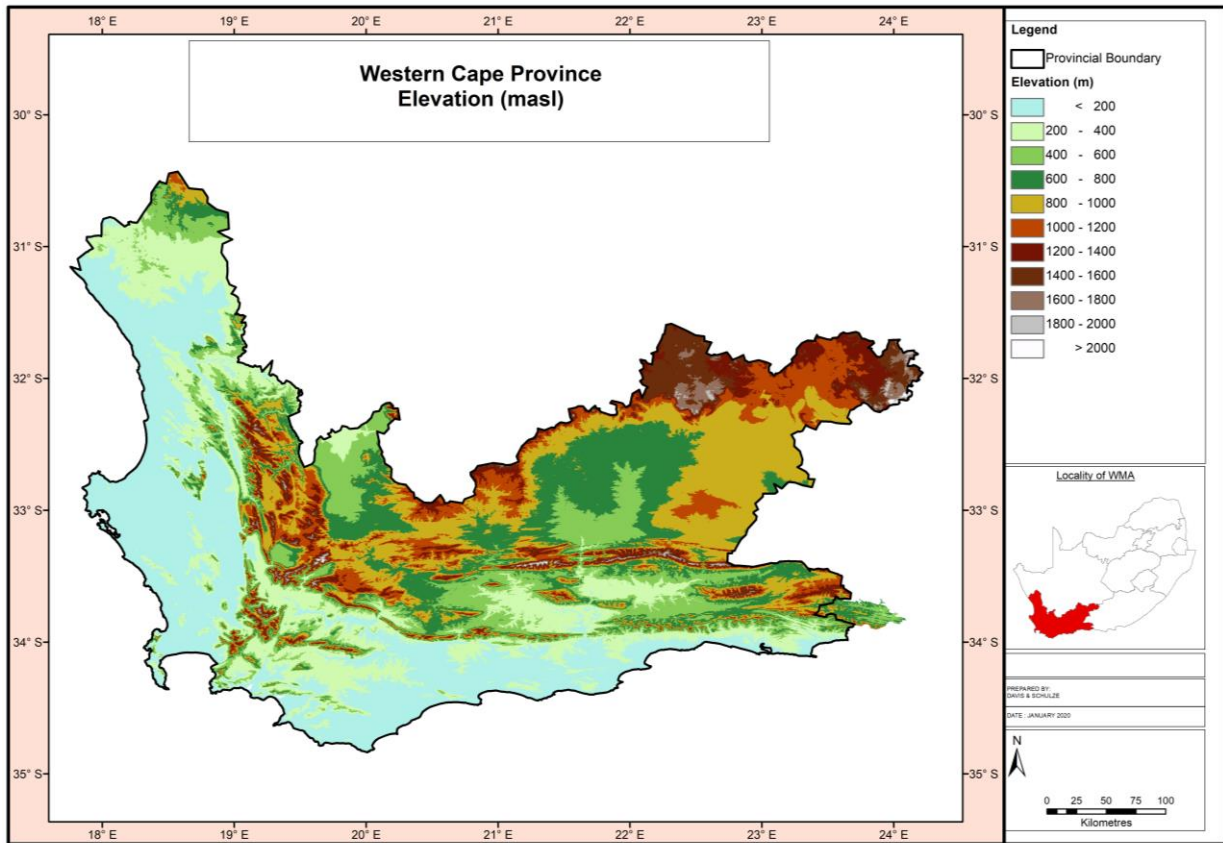 18° E 19° E 20° E 21° E 22° E 23° E 24° E
Western Cape Province
Elevation (masl)
30° S 30° S
31° S 31° S
32° S 32° S
33° S 33° S
34° S 34° S
35° S 35° S
18° E 19° E 20° E 21° E 22° E 23° E 24° E
Legend
Provincial Boundary
Elevation (m)
< 200
200 - 400
400 - 600
600 - 800
800 - 1000
1000 - 1200
1200 - 1400
1400 - 1600
1600 - 1800
1800 - 2000
> 2000
Locality of WMA
PREPARED BY:
DAVIS & SCHULZE
DATE : JANUARY 2020
N
0 25 50 75 100
Kilometres